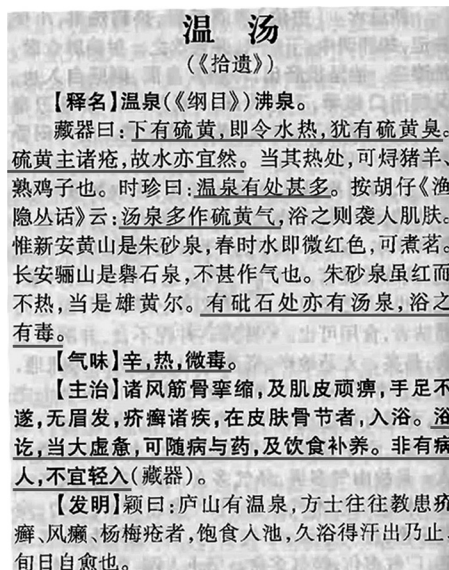 温 汤
(《拾遗》)
【释名】温泉(《纲目》)沸泉。
藏器曰:下有硫黄,即令水热,犹有硫黄臭。
硫黄主诸疮,故水亦宜然。当其热处,可焊猪羊、
熟鸡子也。时珍曰:温泉有处甚多。按胡仔《渔
隐丛话》云:汤泉多作硫黄气,浴之则袭人肌肤。
惟新安黄山是朱砂泉,春时水即微红色,可煮茗。
长安骊山是礜石泉,不甚作气也。朱砂泉虽红而
不热,当是雄黄尔。有砒石处亦有汤泉,浴之
有毒。
【气味】辛,热,微毒。
【主治】诸风筋骨挛缩,及肌皮顽痹,手足不
遂,无眉发,疥癣诸疾,在皮肤骨节者,入浴。浴
讫,当大虚惫,可随病与药,及饮食补养。非有病
人,不宜轻入(藏器)。
【发明】颖曰:庐山有温泉,方士往往教患疥
癣、风癞、杨梅疮者,饱食入池,久浴得汗出乃止,
旬日自愈也。